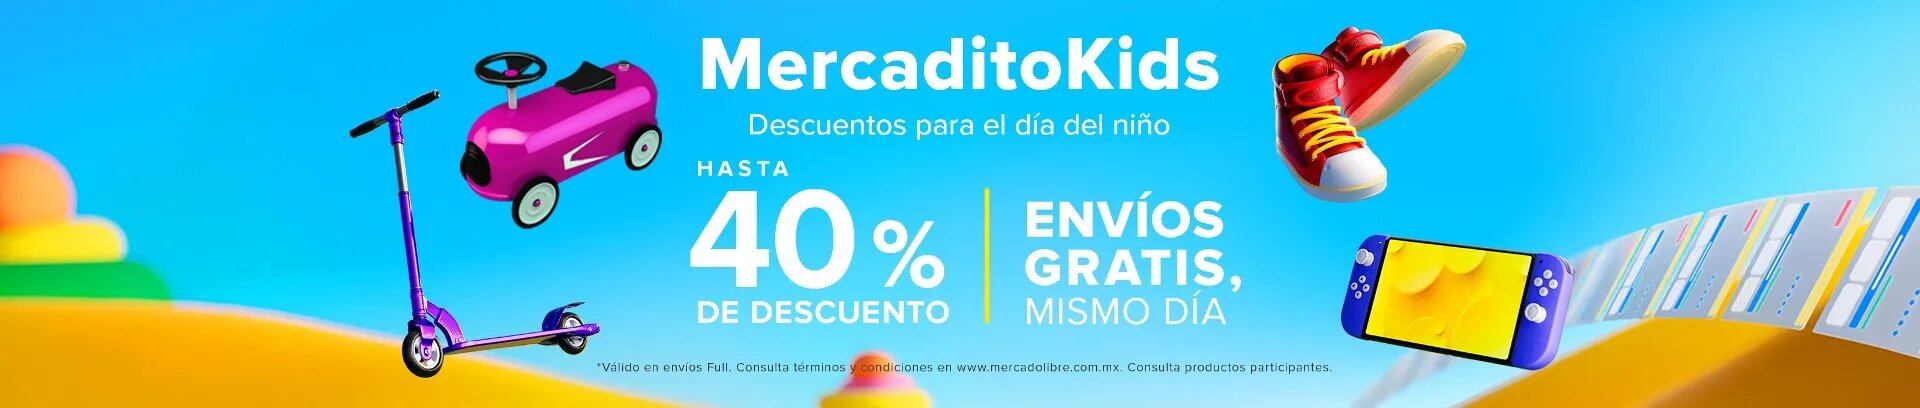 MercaditoKids
Descuentos para el día del niño
HASTA
40%
DE DESCUENTO
ENVÍOS
GRATIS,
MISMO DÍA
*Válido en envíos Full. Consulta términos y condiciones en www.mercadolibre.com.mx. Consulta productos participantes.